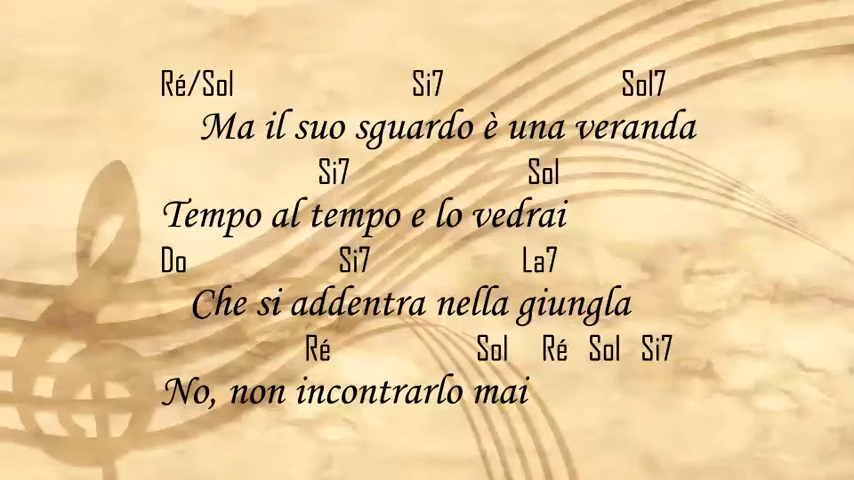 Ré/Sol Si7 Sol7
Ma il suo sguardo è una veranda
Si7 Sol
Tempo al tempo e lo vedrai
Do Si7 La7
Che si addentra nella giungla
Ré Sol Ré Sol Si7
No, non incontrarlo mai